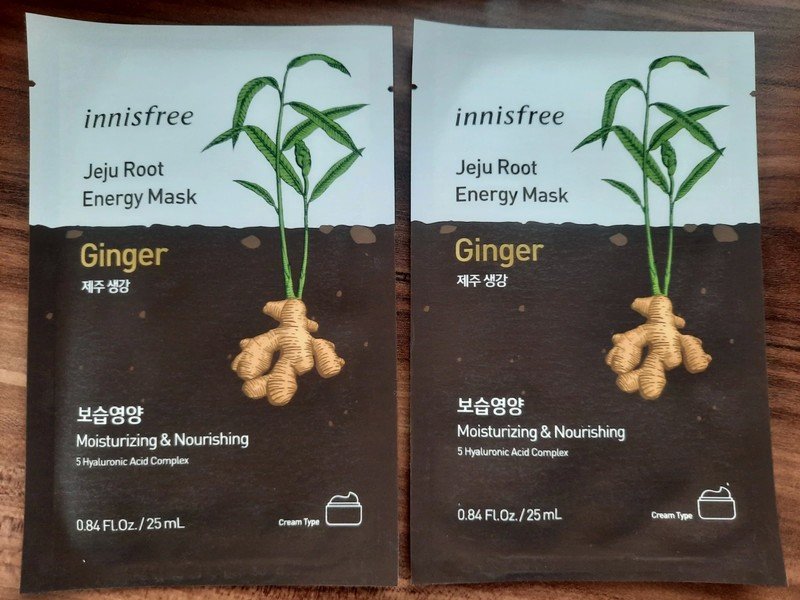 innisfree
Jeju Root
Energy Mask
Ginger
제주 생강
보습영양
Moisturizing & Nourishing
5 Hyaluronic Acid Complex
0.84 Fl.Oz. / 25 mL
Cream Type
innisfree
Jeju Root
Energy Mask
Ginger
제주 생강
보습영양
Moisturizing & Nourishing
5 Hyaluronic Acid Complex
0.84 Fl.Oz. / 25 mL
Cream Type